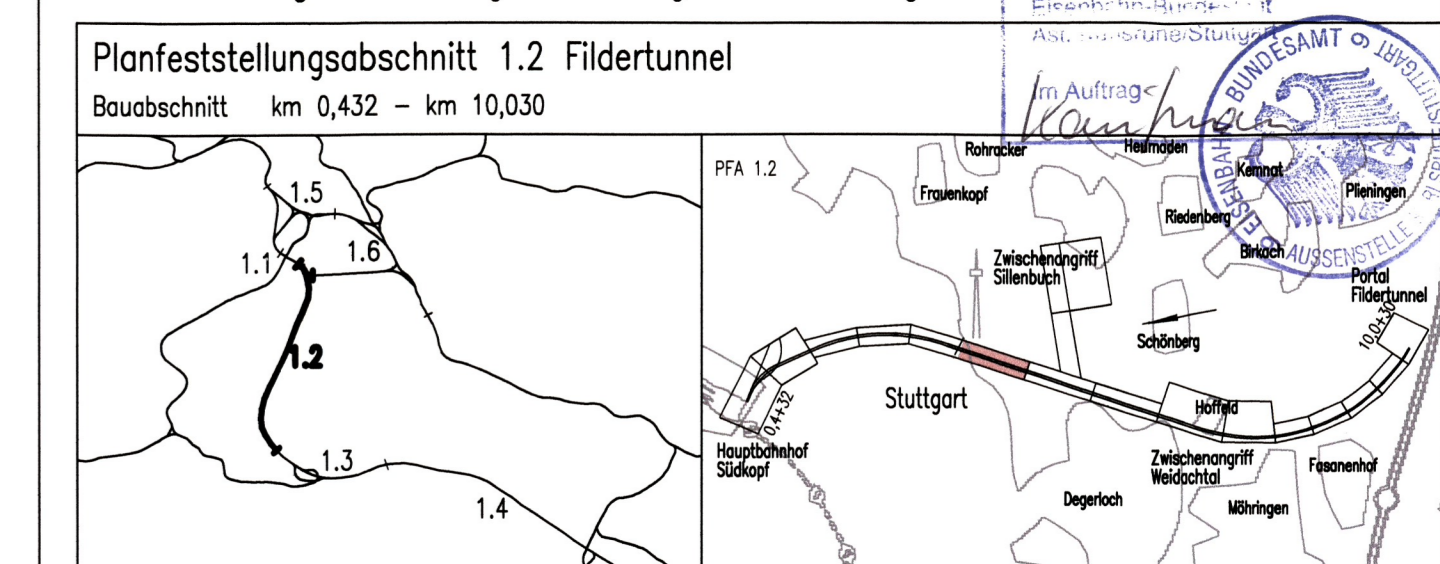 Eisenbahn-Bundesamt
Ast. Karlsruhe/Stuttgart
Im Auftrag
Planfeststellungsabschnitt 1.2 Fildertunnel
Bauabschnitt km 0,432 – km 10,030
EISENBAHN BUNDESAMT
AUSSENSTELLE
1.5
1.6
1.1
1.2
1.3
1.4
PFA 1.2
Rohracker
Heumaden
Frauenkopf
Kemnat
Plieningen
Riedenberg
Birkach
Zwischenangriff
Sillenbuch
Portal
Fildertunnel
10,0+30
Schönberg
Stuttgart
0,4+32
Hoffeld
Hauptbahnhof
Südkopf
Zwischenangriff
Weidachtal
Fasanenhof
Degerloch
Möhringen